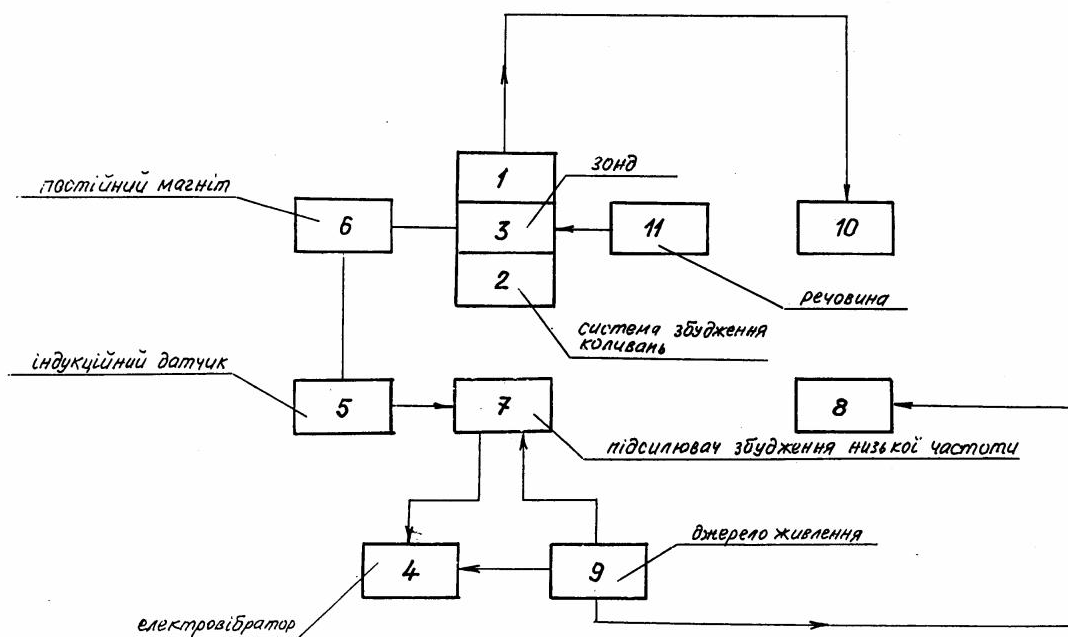 1
зонд
постійний магніт
6
3
11
10
2
речовина
система збудження
коливань
індукційний датчик
5
7
8
підсилювач збудження низької частоти
джерело живлення
4
9
електровібратор